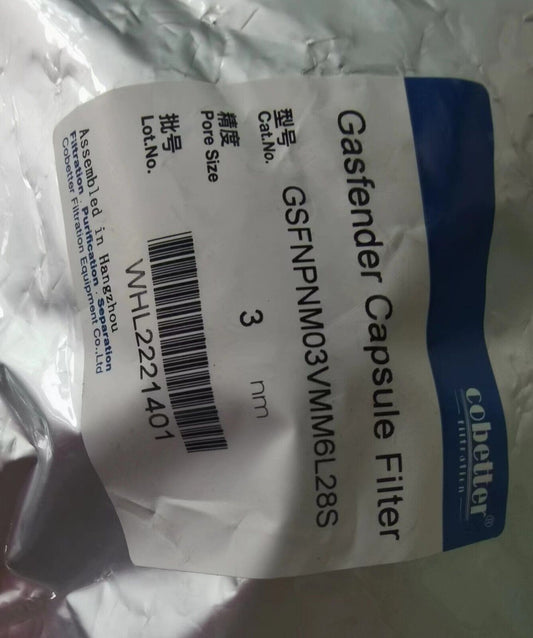 cobetter®
filtration
Gasfender Capsule Filter
型号
Cat.No. GSFNPNM03VMM6L28S
精度
Pore Size 3 nm
批号
Lot.No.
WHL2221401
Assembled in Hangzhou
Filtration · Purification · Separation
Cobetter Filtration Equipment Co.,Ltd